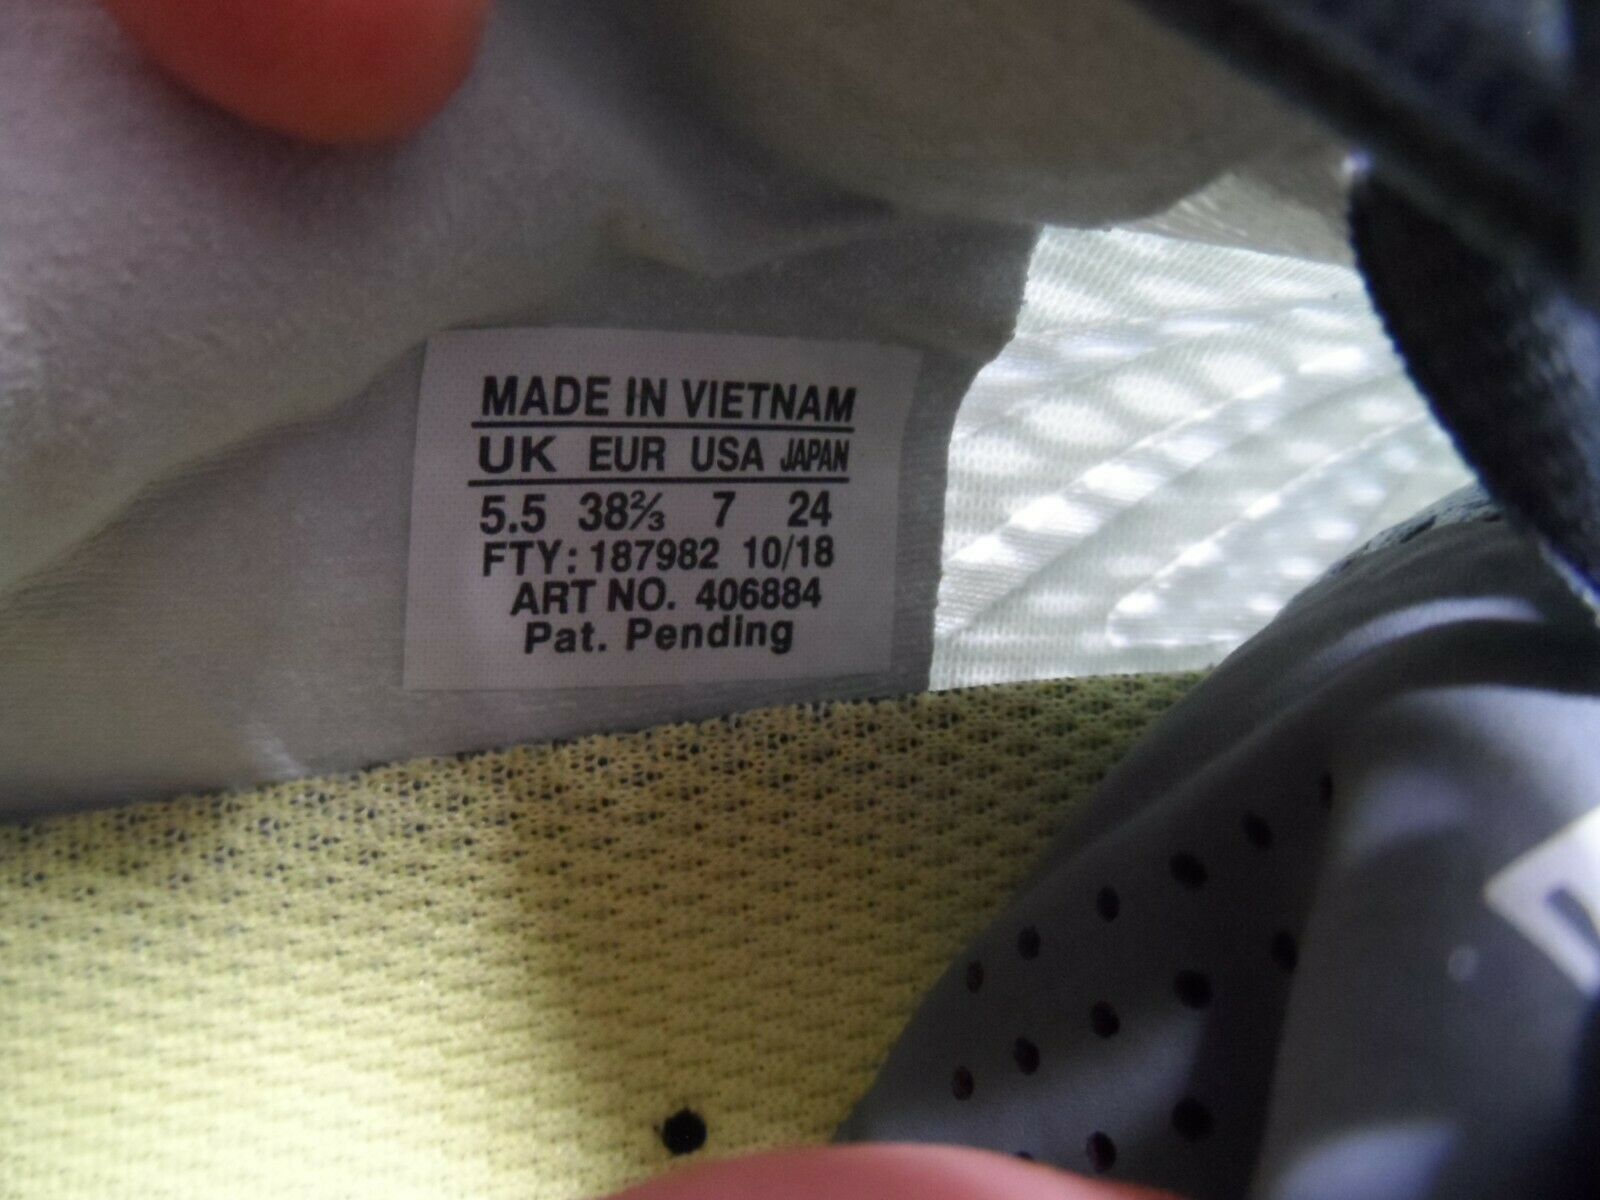 MADE IN VIETNAM
UK EUR USA JAPAN
5.5 38⅔ 7 24
FTY: 187982 10/18
ART NO. 406884
Pat. Pending